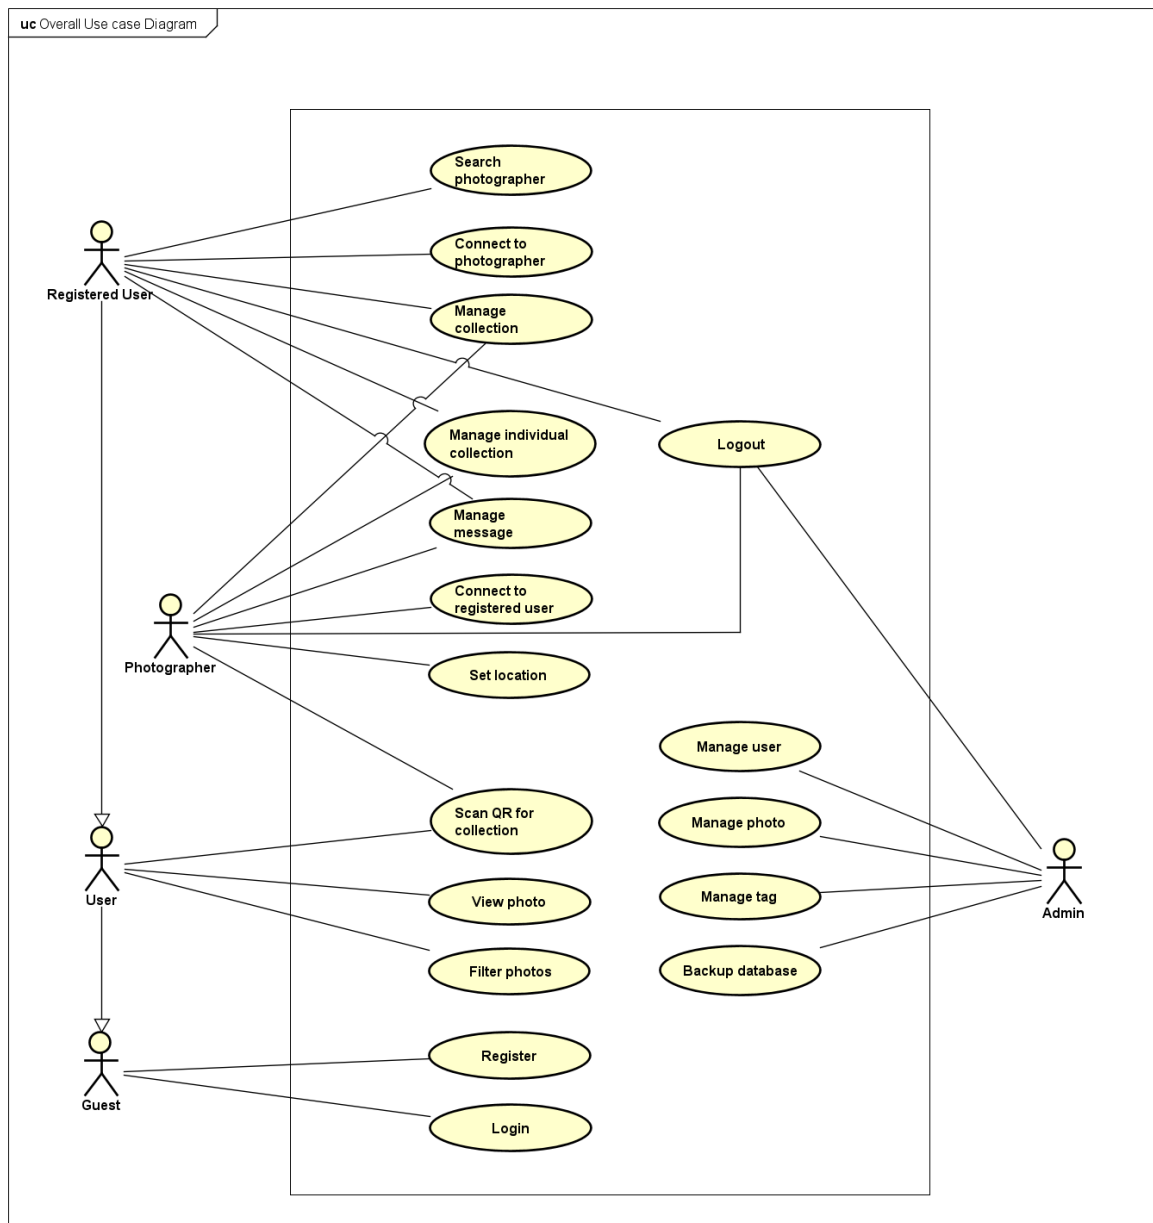 uc Overall Use case Diagram
Search
photographer
Connect to
photographer
Registered User
Manage
collection
Manage individual
collection
Logout
Manage
message
Connect to
registered user
Photographer
Set location
Manage user
Scan QR for
collection
Manage photo
User
View photo
Manage tag
Admin
Filter photos
Backup database
Register
Guest
Login